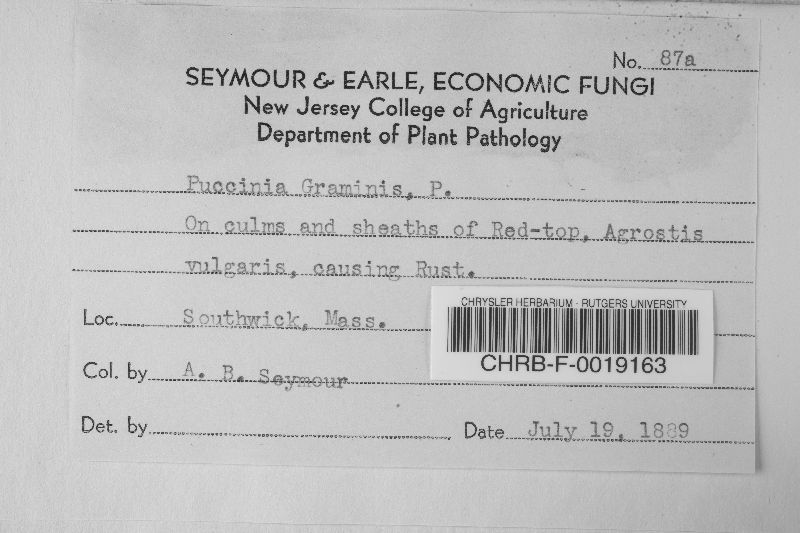 No. 87a
SEYMOUR & EARLE, ECONOMIC FUNGI
New Jersey College of Agriculture
Department of Plant Pathology
Puccinia Graminis, P.
On culms and sheaths of Red-top, Agrostis
vulgaris, causing Rust.
Loc. Southwick, Mass.
CHRYSLER HERBARIUM - RUTGERS UNIVERSITY
CHRB-F-0019163
Col. by A. B. Seymour
Det. by
Date July 19, 1889